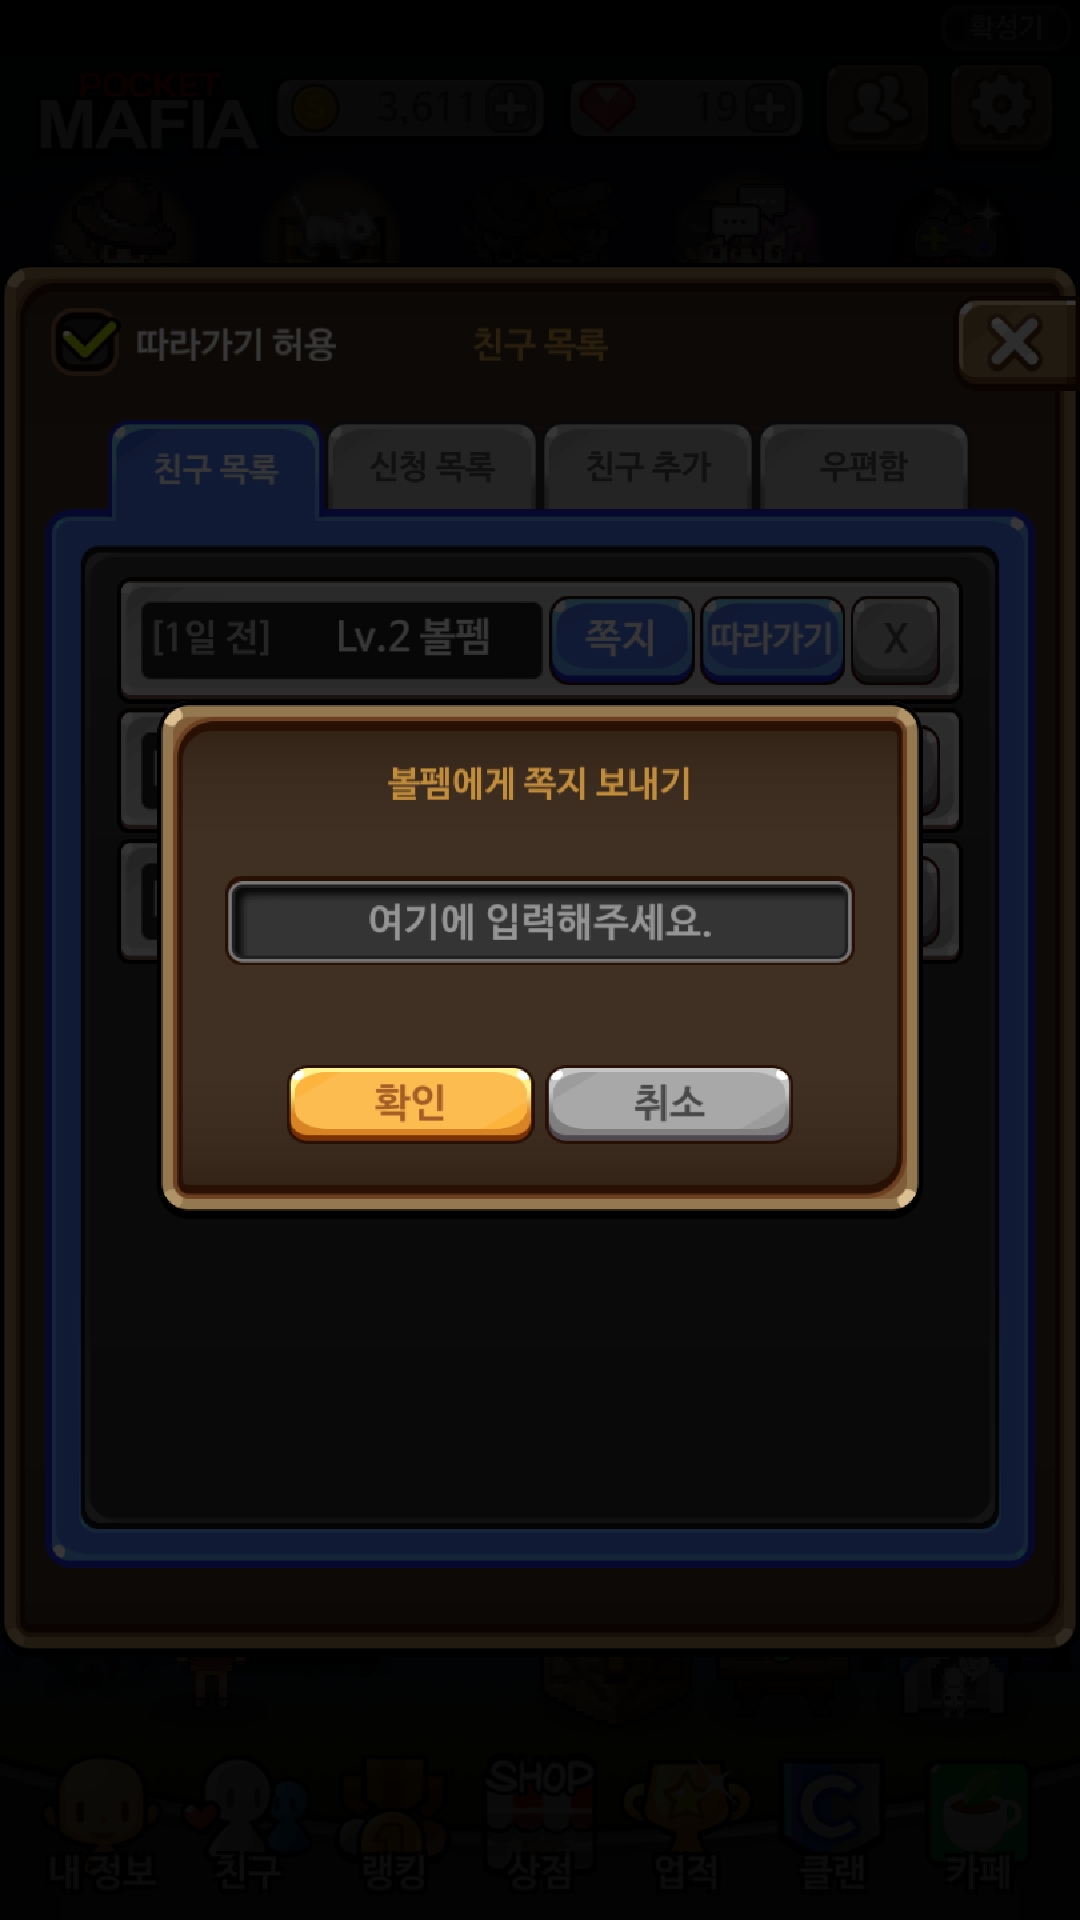 확성기
POCKET
MAFIA
3,611
19
따라가기 허용
친구 목록
친구 목록
신청 목록
친구 추가
우편함
[1일 전] Lv.2 볼펨
쪽지
따라가기
X
볼펨에게 쪽지 보내기
여기에 입력해주세요.
확인
취소
SHOP
내 정보
친구
랭킹
상점
업적
클랜
카페